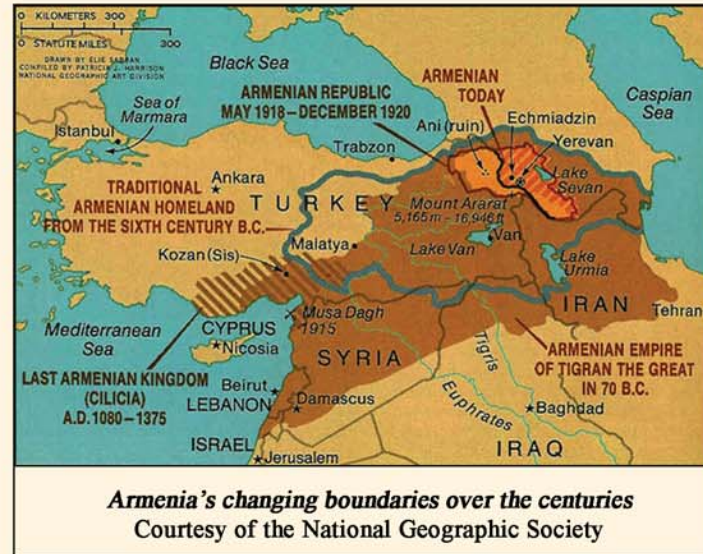 0 KILOMETERS 300
0 STATUTE MILES 300
DRAWN BY ELIE SABBAN
COMPILED BY PATRICIA J. HARRISON
NATIONAL GEOGRAPHIC ART DIVISION
Black Sea
Caspian
Sea
Sea of
Marmara
Istanbul
ARMENIAN REPUBLIC
MAY 1918–DECEMBER 1920
ARMENIAN
TODAY
Ani (ruin)
Echmiadzin
Yerevan
Trabzon
Lake
Sevan
Ankara
TRADITIONAL
ARMENIAN HOMELAND
FROM THE SIXTH CENTURY B.C.
TURKEY
Mount Ararat
5,165 m – 16,946 ft
Malatya
Lake Van
Van
Kozan (Sis)
Lake
Urmia
IRAN
Tehran
Mediterranean
Sea
CYPRUS
Nicosia
Musa Dagh
1915
SYRIA
Tigris
ARMENIAN EMPIRE
OF TIGRAN THE GREAT
IN 70 B.C.
LAST ARMENIAN KINGDOM
(CILICIA)
A.D. 1080–1375
Beirut
LEBANON
Damascus
Euphrates
Baghdad
ISRAEL
Jerusalem
IRAQ
Armenia's changing boundaries over the centuries
Courtesy of the National Geographic Society